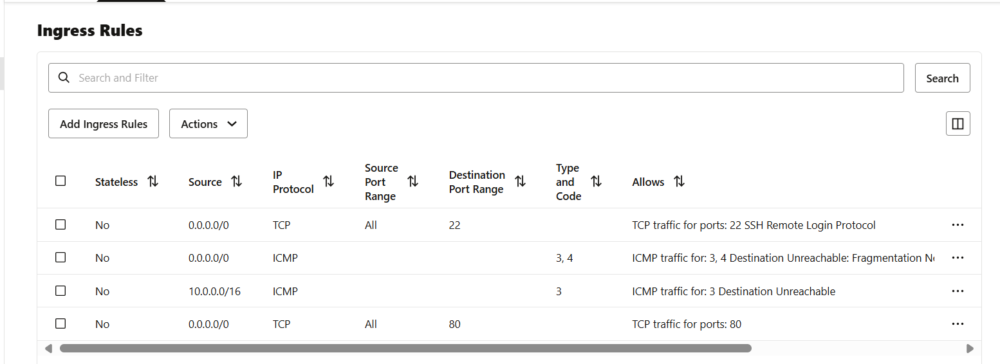 Ingress Rules
Search and Filter
Search
Add Ingress Rules
Actions
Stateless
Source
IP
Protocol
Source
Port
Range
Destination
Port Range
Type
and
Code
Allows
No 0.0.0.0/0 TCP All 22 TCP traffic for ports: 22 SSH Remote Login Protocol
No 0.0.0.0/0 ICMP 3, 4 ICMP traffic for: 3, 4 Destination Unreachable: Fragmentation
No 10.0.0.0/16 ICMP 3 ICMP traffic for: 3 Destination Unreachable
No 0.0.0.0/0 TCP All 80 TCP traffic for ports: 80